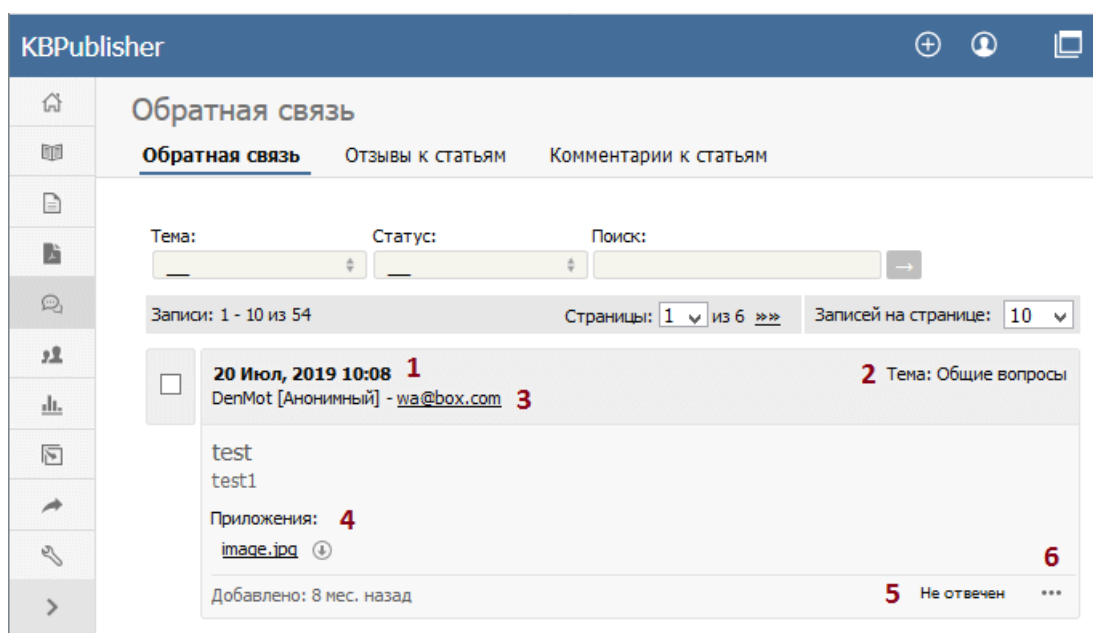 KBPublisher
Обратная связь
Обратная связь Отзывы к статьям Комментарии к статьям
Тема: Статус: Поиск:
__ __ →
Записи: 1 - 10 из 54 Страницы: 1 из 6 »» Записей на странице: 10
20 Июл, 2019 10:08 1 2 Тема: Общие вопросы
DenMot [Анонимный] - wa@box.com 3
test
test1
Приложения: 4
image.jpg
6
Добавлено: 8 мес. назад 5 Не отвечен ...